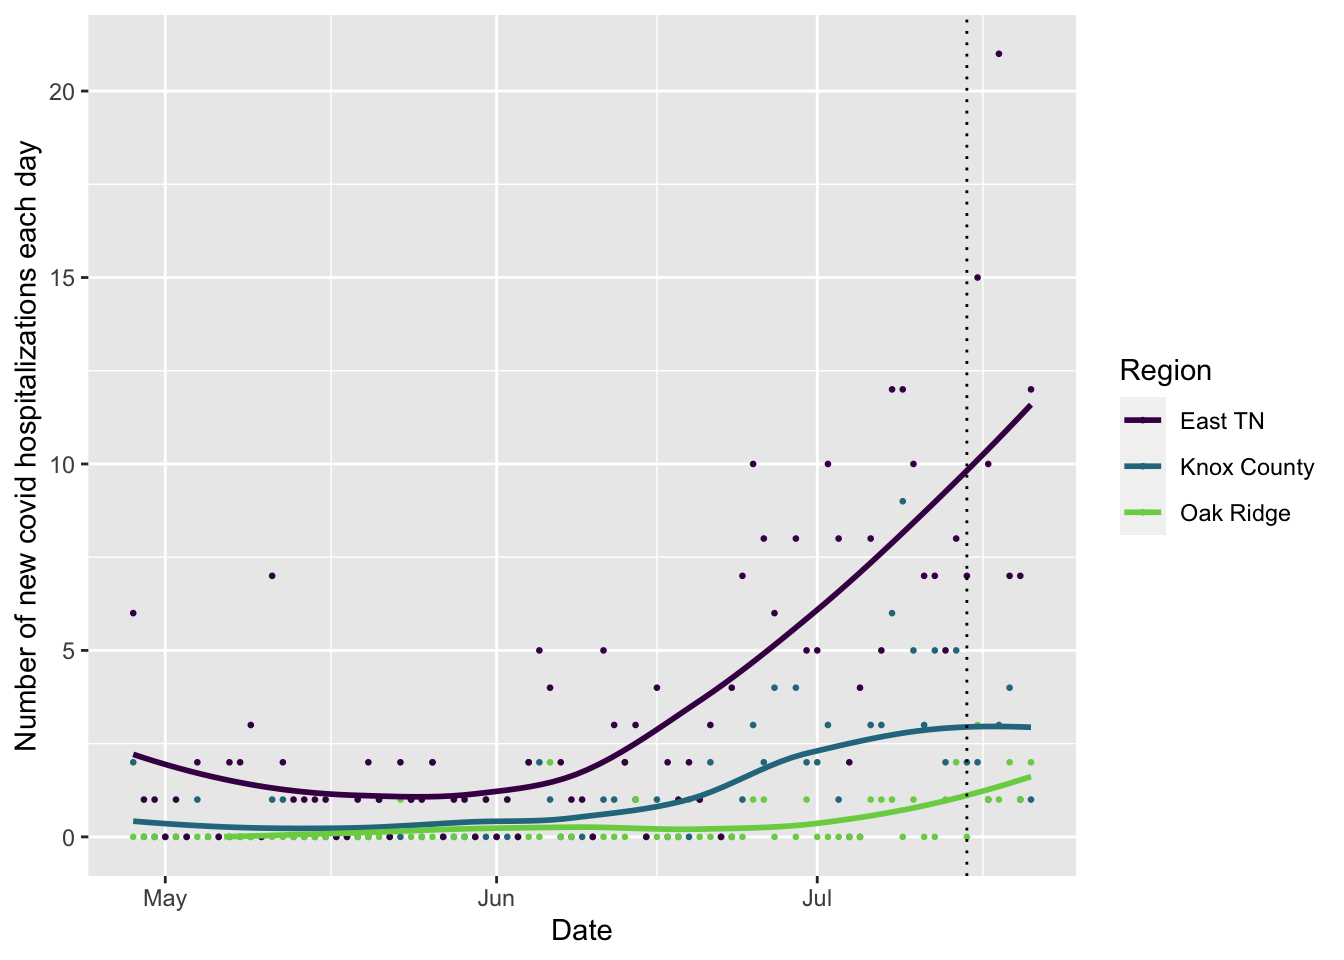 Number of new covid hospitalizations each day
20
15
10
5
0
May
Jun
Jul
Date
Region
East TN
Knox County
Oak Ridge